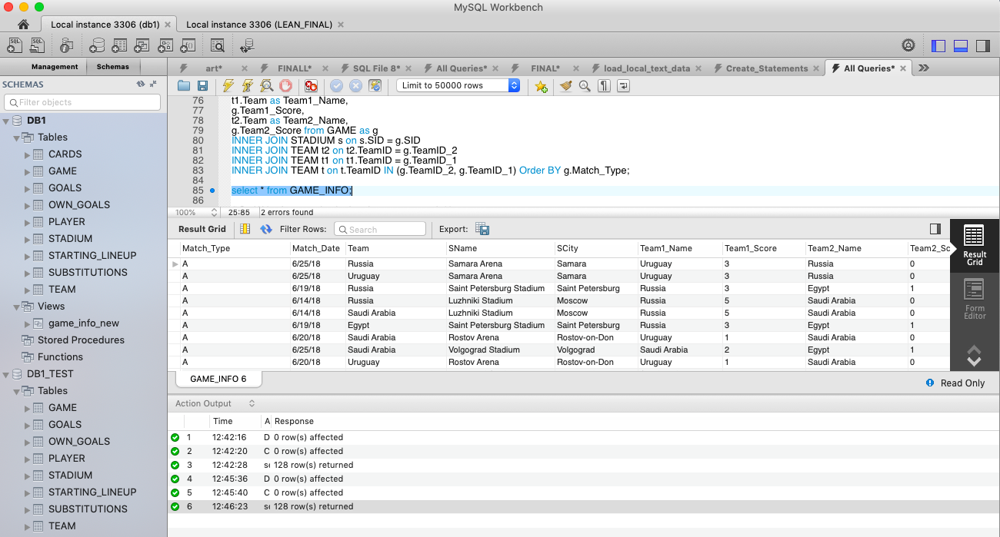 MySQL Workbench
Local instance 3306 (db1) Local instance 3306 (LEAN_FINAL)
Management Schemas
SCHEMAS
Filter objects
DB1
Tables
CARDS
GAME
GOALS
OWN_GOALS
PLAYER
STADIUM
STARTING_LINEUP
SUBSTITUTIONS
TEAM
Views
game_info_new
Stored Procedures
Functions
DB1_TEST
Tables
GAME
GOALS
OWN_GOALS
PLAYER
STADIUM
STARTING_LINEUP
SUBSTITUTIONS
TEAM
art* FINALL* SQL File 8* All Queries* FINAL* load_local_text_data Create_Statements All Queries*
Limit to 50000 rows
76 t1.Team as Team1_Name,
77 g.Team1_Score,
78 t2.Team as Team2_Name,
79 g.Team2_Score from GAME as g
80 INNER JOIN STADIUM s on s.SID = g.SID
81 INNER JOIN TEAM t2 on t2.TeamID = g.TeamID_2
82 INNER JOIN TEAM t1 on t1.TeamID = g.TeamID_1
83 INNER JOIN TEAM t on t.TeamID IN (g.TeamID_2, g.TeamID_1) Order BY g.Match_Type;
84
85 select * from GAME_INFO;
86
100% 25:85 2 errors found
Result Grid Filter Rows: Search Export:
Match_Type Match_Date Team SName SCity Team1_Name Team1_Score Team2_Name Team2_Sc
A 6/25/18 Russia Samara Arena Samara Uruguay 3 Russia 0
A 6/25/18 Uruguay Samara Arena Samara Uruguay 3 Russia 0
A 6/19/18 Russia Saint Petersburg Stadium Saint Petersburg Russia 3 Egypt 1
A 6/14/18 Russia Luzhniki Stadium Moscow Russia 5 Saudi Arabia 0
A 6/14/18 Saudi Arabia Luzhniki Stadium Moscow Russia 5 Saudi Arabia 0
A 6/19/18 Egypt Saint Petersburg Stadium Saint Petersburg Russia 3 Egypt 1
A 6/20/18 Saudi Arabia Rostov Arena Rostov-on-Don Uruguay 1 Saudi Arabia 0
A 6/25/18 Saudi Arabia Volgograd Stadium Volgograd Saudi Arabia 2 Egypt 1
A 6/20/18 Uruguay Rostov Arena Rostov-on-Don Uruguay 1 Saudi Arabia 0
Result
Grid
Form
Editor
GAME_INFO 6
Read Only
Action Output
Time A Response
1 12:42:16 D 0 row(s) affected
2 12:42:20 C 0 row(s) affected
3 12:42:28 se 128 row(s) returned
4 12:45:36 D 0 row(s) affected
5 12:45:40 C 0 row(s) affected
6 12:46:23 se 128 row(s) returned